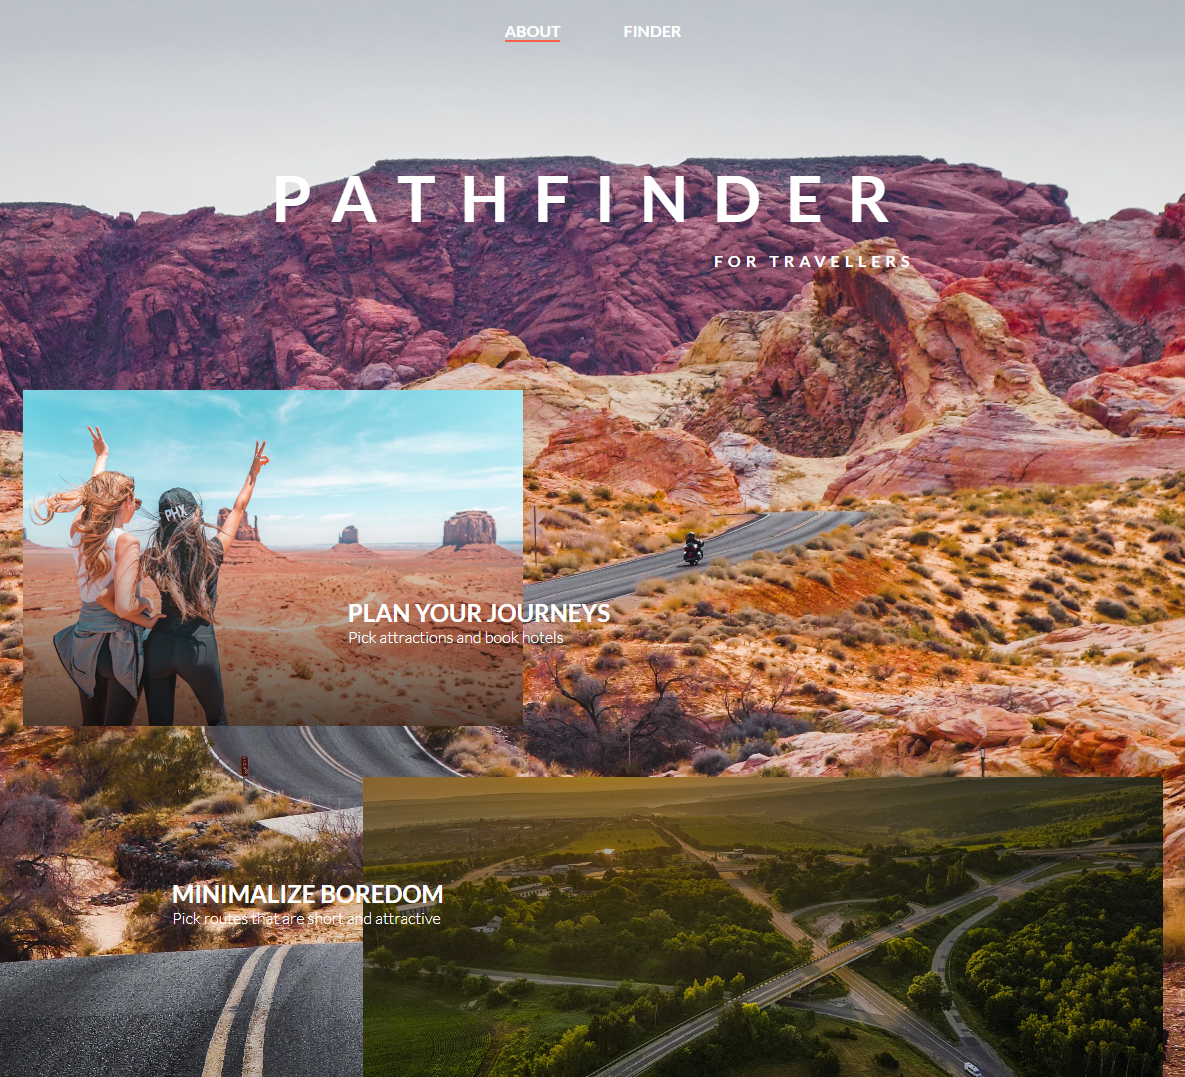 ABOUT FINDER
PATHFINDER
FOR TRAVELLERS
PHX
PLAN YOUR JOURNEYS
Pick attractions and book hotels
MINIMALIZE BOREDOM
Pick routes that are short and attractive